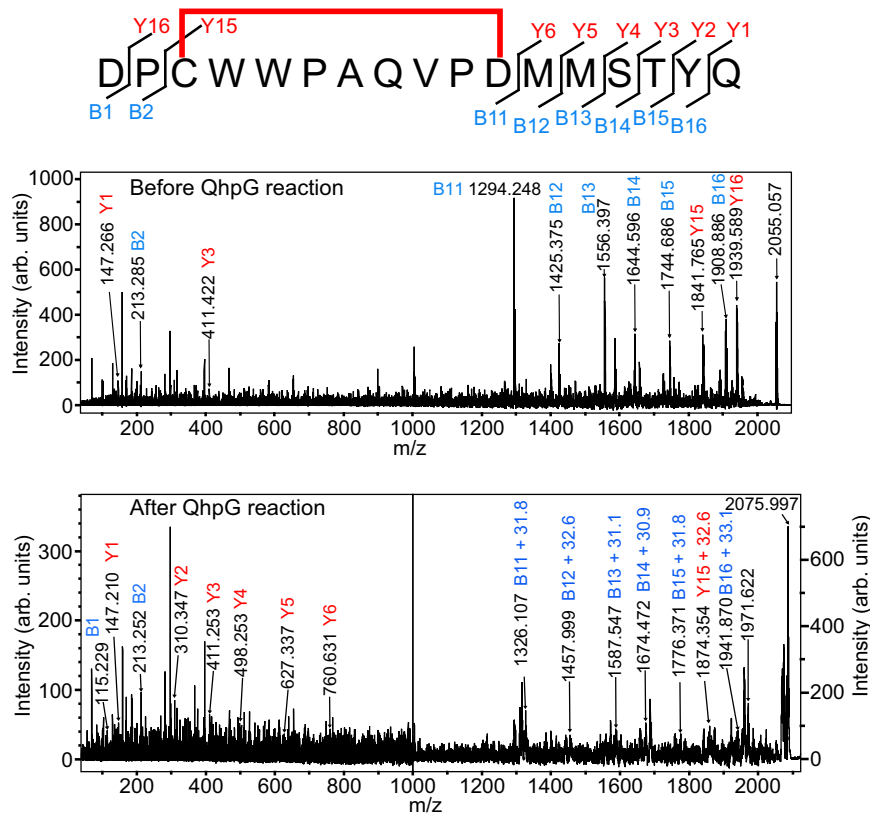 Y16 Y15 Y6 Y5 Y4 Y3 Y2 Y1
DPCWWPAQVPDMMSTYQ
B1 B2 B11 B12 B13 B14 B15 B16
Before QhpG reaction
Intensity (arb. units)
1000
800
600
400
200
0
147.266 Y1
213.285 B2
411.422 Y3
B11 1294.248
1425.375 B12
B13
1556.397
1644.596 B14
1744.686 B15
1841.765 Y15
1908.886 B16
1939.589 Y16
2055.057
200 400 600 800 1000 1200 1400 1600 1800 2000
m/z
After QhpG reaction
Intensity (arb. units)
300
200
100
0
B1
115.229
147.210 Y1
213.252 B2
310.347 Y2
411.253 Y3
498.253 Y4
627.337 Y5
760.631 Y6
1326.107 B11 + 31.8
1457.999 B12 + 32.6
1587.547 B13 + 31.1
1674.472 B14 + 30.9
1776.371 B15 + 31.8
1874.354 Y15 + 32.6
1941.870 B16 + 33.1
1971.622
2075.997
600
400
200
0
Intensity (arb. units)
200 400 600 800 1000 1200 1400 1600 1800 2000
m/z